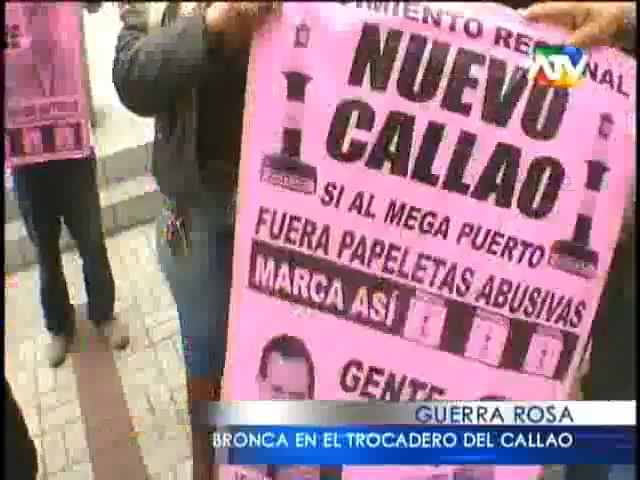 MIENTO REGIONAL
ATV
NUEVO
CALLAO
SI AL MEGA PUERTO
FUERA PAPELETAS ABUSIVAS
MARCA ASÍ
GENTE
GUERRA ROSA
BRONCA EN EL TROCADERO DEL CALLAO